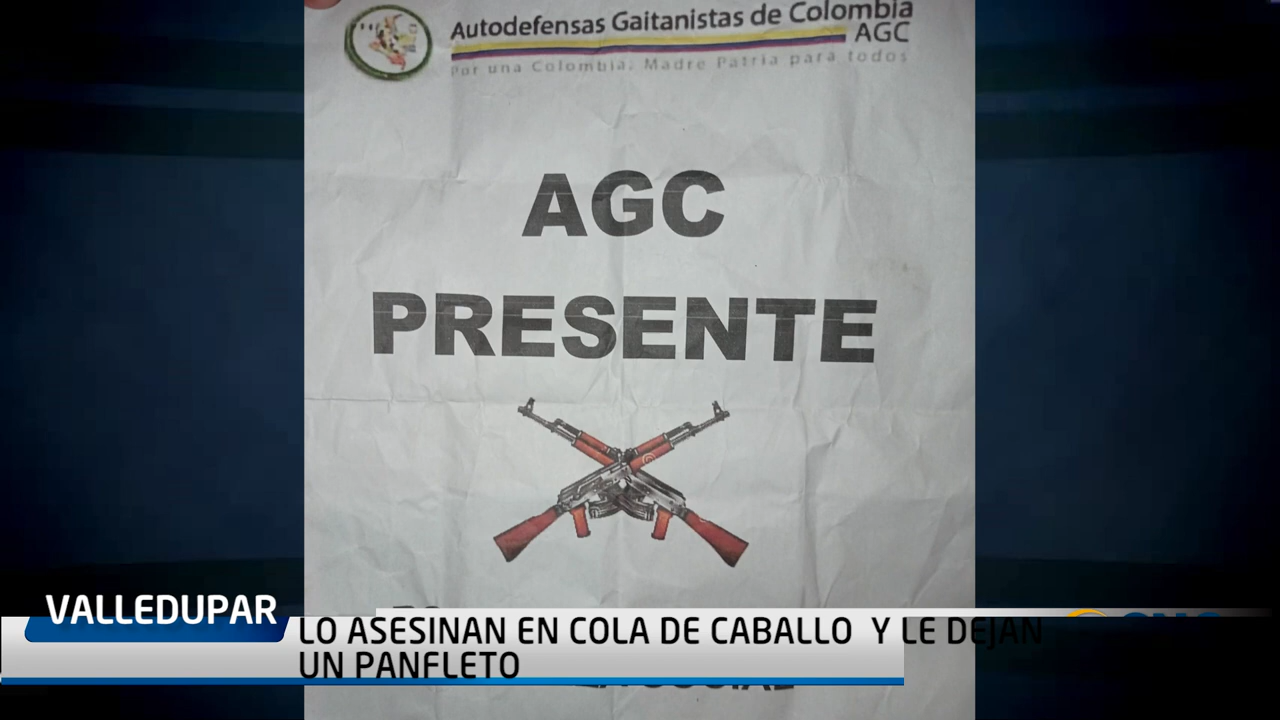 Autodefensas Gaitanistas de Colombia
AGC
Por una Colombia, Madre Patria para todos
AGC
PRESENTE
VALLEDUPAR
LO ASESINAN EN COLA DE CABALLO Y LE DEJAN
UN PANFLETO